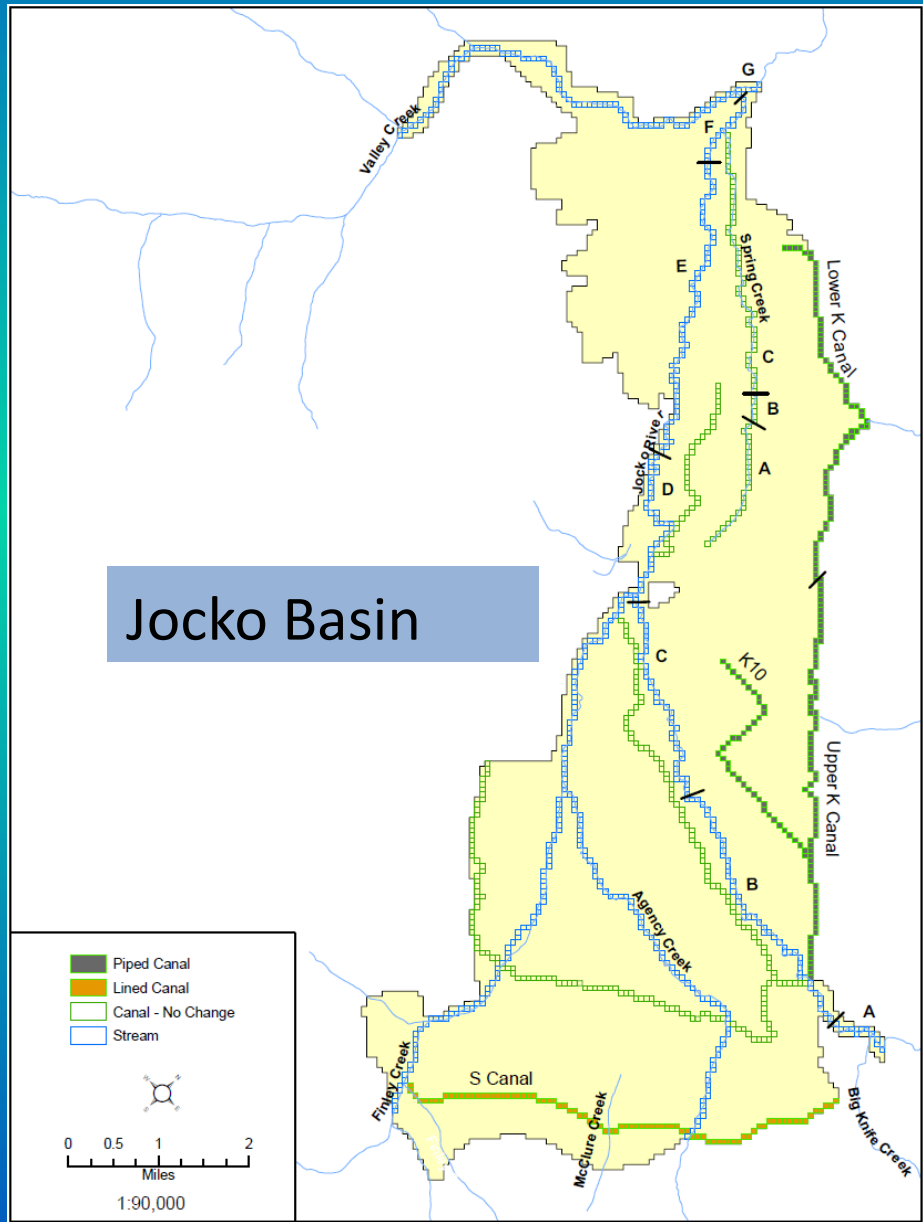 G
F
Valley Creek
E
Spring Creek
Lower K Canal
C
B
Jocko River
A
D
Jocko Basin
C
K10
Upper K Canal
B
Agency Creek
A
Piped Canal
Lined Canal
Canal - No Change
Stream
N
W
E
S Canal
Finley Creek
McClure Creek
Big Knife Creek
0 0.5 1 2
Miles
1:90,000